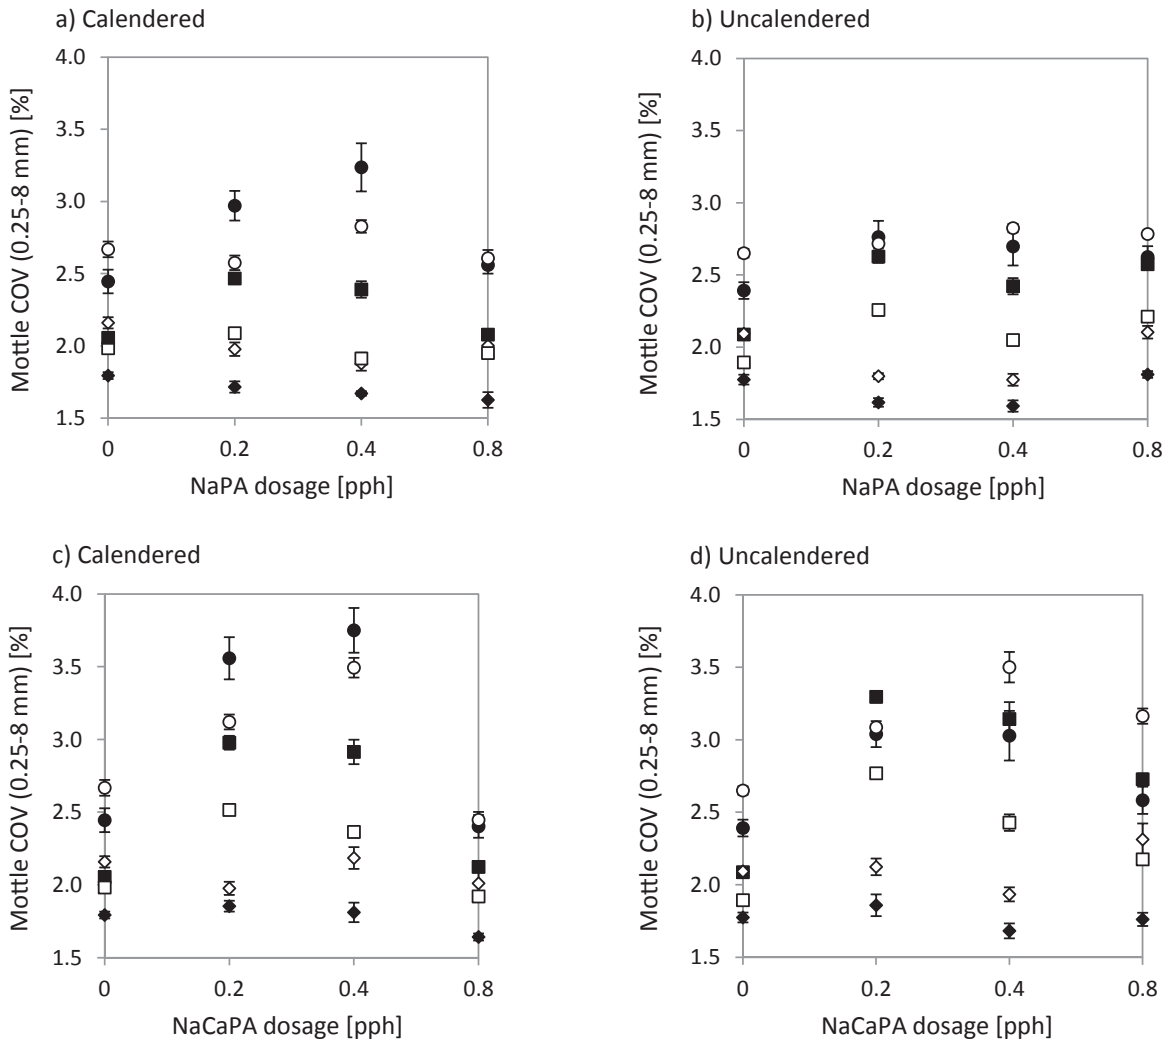 a) Calendered
4.0
3.5
3.0
2.5
2.0
1.5
Mottle COV (0.25-8 mm) [%]
0 0.2 0.4 0.8
NaPA dosage [pph]
b) Uncalendered
4.0
3.5
3.0
2.5
2.0
1.5
Mottle COV (0.25-8 mm) [%]
0 0.2 0.4 0.8
NaPA dosage [pph]
c) Calendered
4.0
3.5
3.0
2.5
2.0
1.5
Mottle COV (0.25-8 mm) [%]
0 0.2 0.4 0.8
NaCaPA dosage [pph]
d) Uncalendered
4.0
3.5
3.0
2.5
2.0
1.5
Mottle COV (0.25-8 mm) [%]
0 0.2 0.4 0.8
NaCaPA dosage [pph]